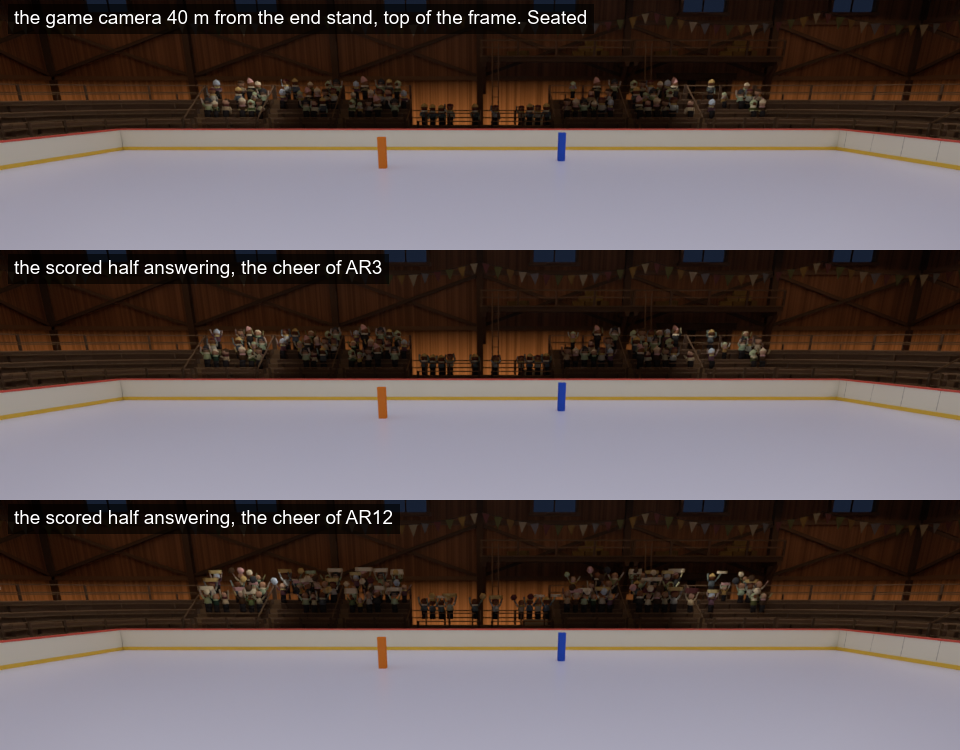 the game camera 40 m from the end stand, top of the frame. Seated
the scored half answering, the cheer of AR3
the scored half answering, the cheer of AR12